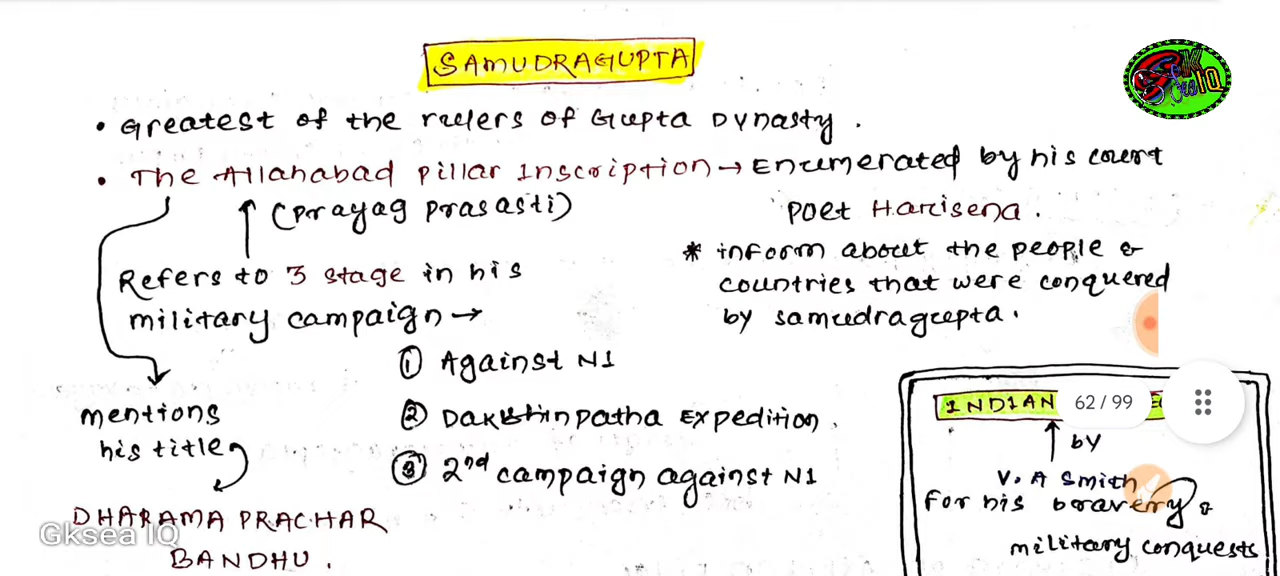 SAMUDRAGUPTA
• Greatest of the rulers of Gupta Dynasty.
• The Allahabad pillar Inscription → Enumerated by his court
(Prayag prasasti)
poet Harisena.
Refers to 3 stage in his
military campaign →
* inform about the people &
countries that were conquered
by samudragupta.
① Against N1
② Dakshinpatha Expedition.
③ 2nd campaign against N1
mentions
his title
DHARAMA PRACHAR
BANDHU.
INDIAN
62 / 99
by
V. A Smith
For his bravery &
military conquests
Gksea IQ